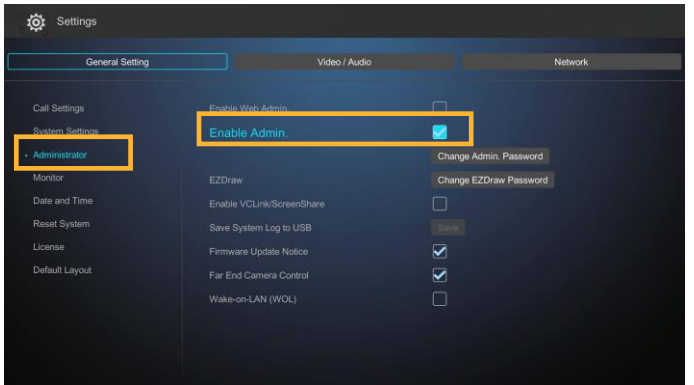 Settings
General Setting
Video / Audio
Network
Call Settings
System Settings
Administrator
Monitor
Date and Time
Reset System
License
Default Layout
Enable Web Admin.
Enable Admin.
Change Admin. Password
EZDraw
Change EZDraw Password
Enable VCLink/ScreenShare
Save System Log to USB
Save
Firmware Update Notice
Far End Camera Control
Wake-on-LAN (WOL)